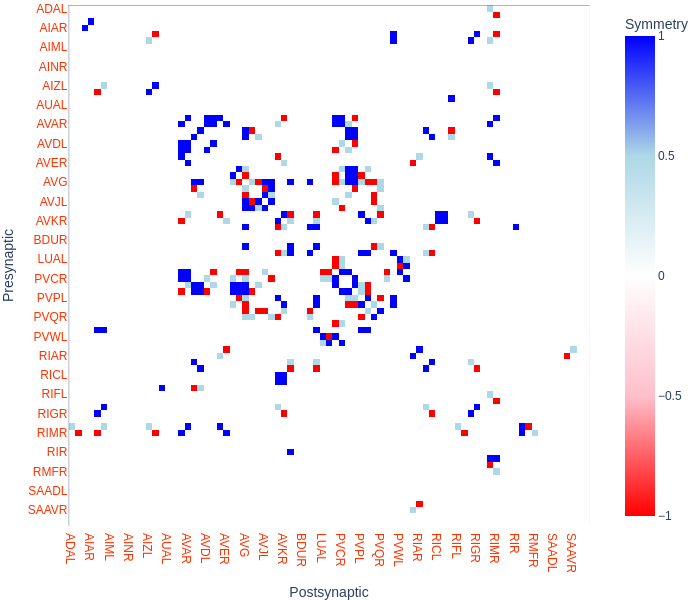 Symmetry
1
0.5
0
−0.5
−1
Presynaptic
ADAL
AIAR
AIML
AINR
AIZL
AUAL
AVAR
AVDL
AVER
AVG
AVJL
AVKR
BDUR
LUAL
PVCR
PVPL
PVQR
PVWL
RIAR
RICL
RIFL
RIGR
RIMR
RIR
RMFR
SAADL
SAAVR
ADAL
AIAR
AIML
AINR
AIZL
AUAL
AVAR
AVDL
AVER
AVG
AVJL
AVKR
BDUR
LUAL
PVCR
PVPL
PVQR
PVWL
RIAR
RICL
RIFL
RIGR
RIMR
RIR
RMFR
SAADL
SAAVR
Postsynaptic